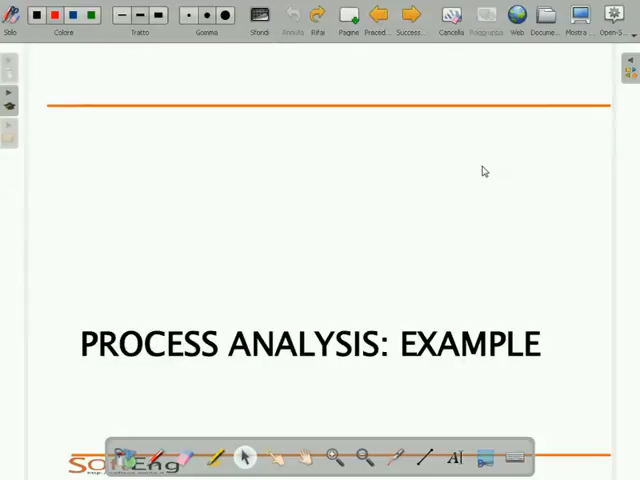 Stilo
Colore
Tratto
Gomma
Sfondi
Annulla
Rifai
Pagine
Preced...
Success...
Cancella
Raggruppa
Web
Docume...
Mostra ...
Open-S...
PROCESS ANALYSIS: EXAMPLE
SoftEng